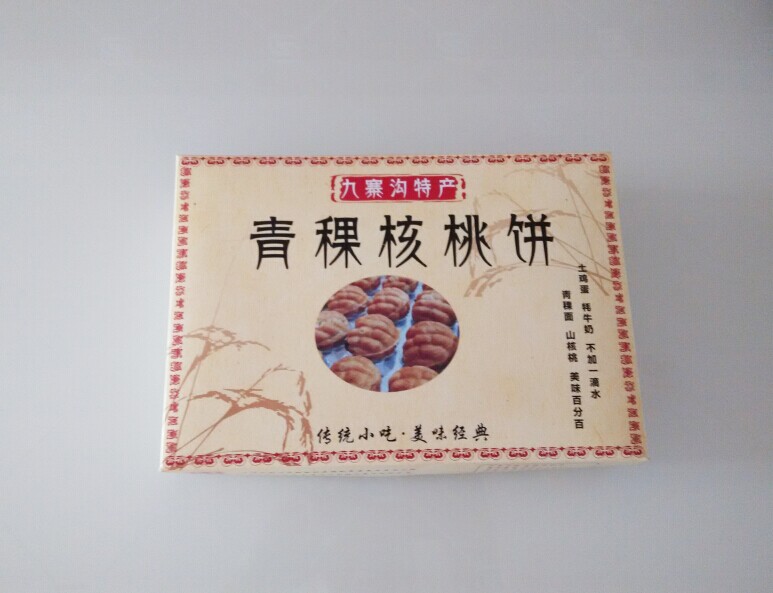 九寨沟特产
青稞核桃饼
土鸡蛋 牦牛奶 不加一滴水
青稞面 山核桃 美味百分百
传统小吃·美味经典